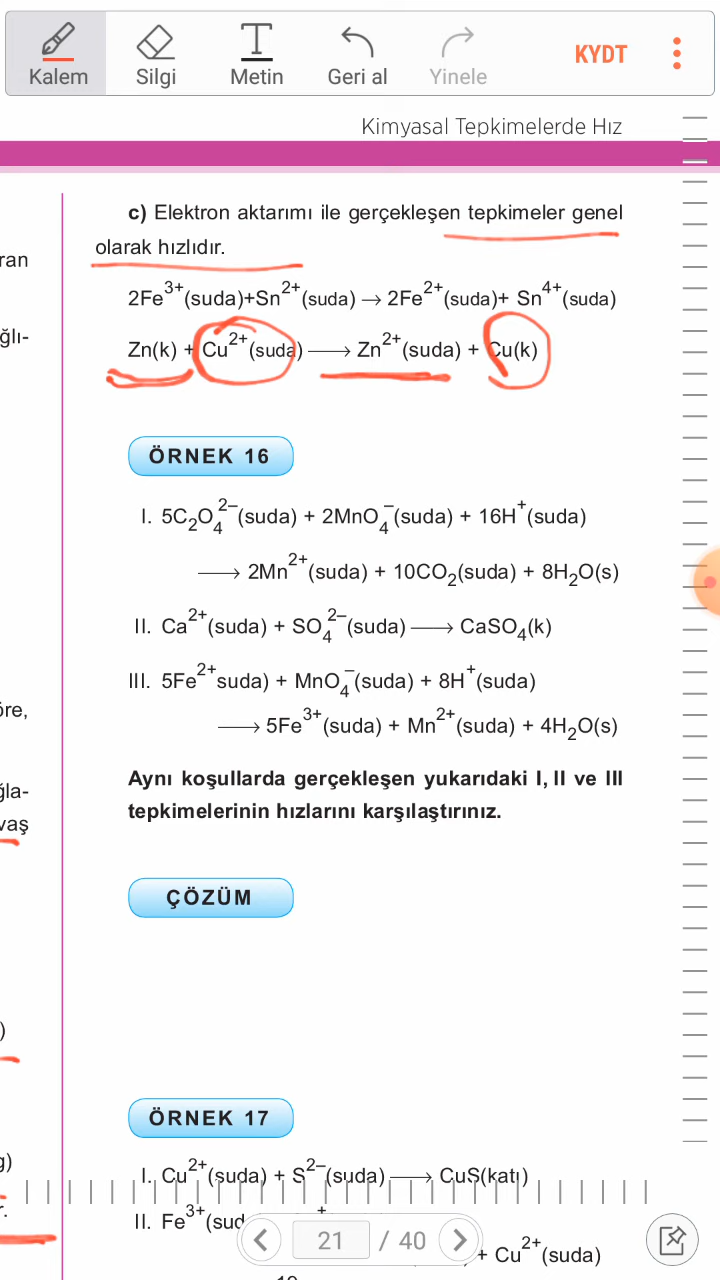 Kalem Silgi Metin Geri al Yinele KYDT
Kimyasal Tepkimelerde Hız
c) Elektron aktarımı ile gerçekleşen tepkimeler genel
olarak hızlıdır.
ran
2Fe³⁺(suda)+Sn²⁺(suda) → 2Fe²⁺(suda)+ Sn⁴⁺(suda)
ğlı-
Zn(k) + Cu²⁺(suda) ⟶ Zn²⁺(suda) + Cu(k)
ÖRNEK 16
I. 5C₂O₄²⁻(suda) + 2MnO₄⁻(suda) + 16H⁺(suda)
⟶ 2Mn²⁺(suda) + 10CO₂(suda) + 8H₂O(s)
II. Ca²⁺(suda) + SO₄²⁻(suda) ⟶ CaSO₄(k)
III. 5Fe²⁺suda) + MnO₄⁻(suda) + 8H⁺(suda)
öre,
⟶ 5Fe³⁺(suda) + Mn²⁺(suda) + 4H₂O(s)
Aynı koşullarda gerçekleşen yukarıdaki I, II ve III
ğla-
tepkimelerinin hızlarını karşılaştırınız.
vaş
ÇÖZÜM
)
ÖRNEK 17
g)
I. Cu²⁺(suda) + S²⁻(suda) ⟶ CuS(katı)
r.
II. Fe³⁺(sud
21 / 40
+ Cu²⁺(suda)